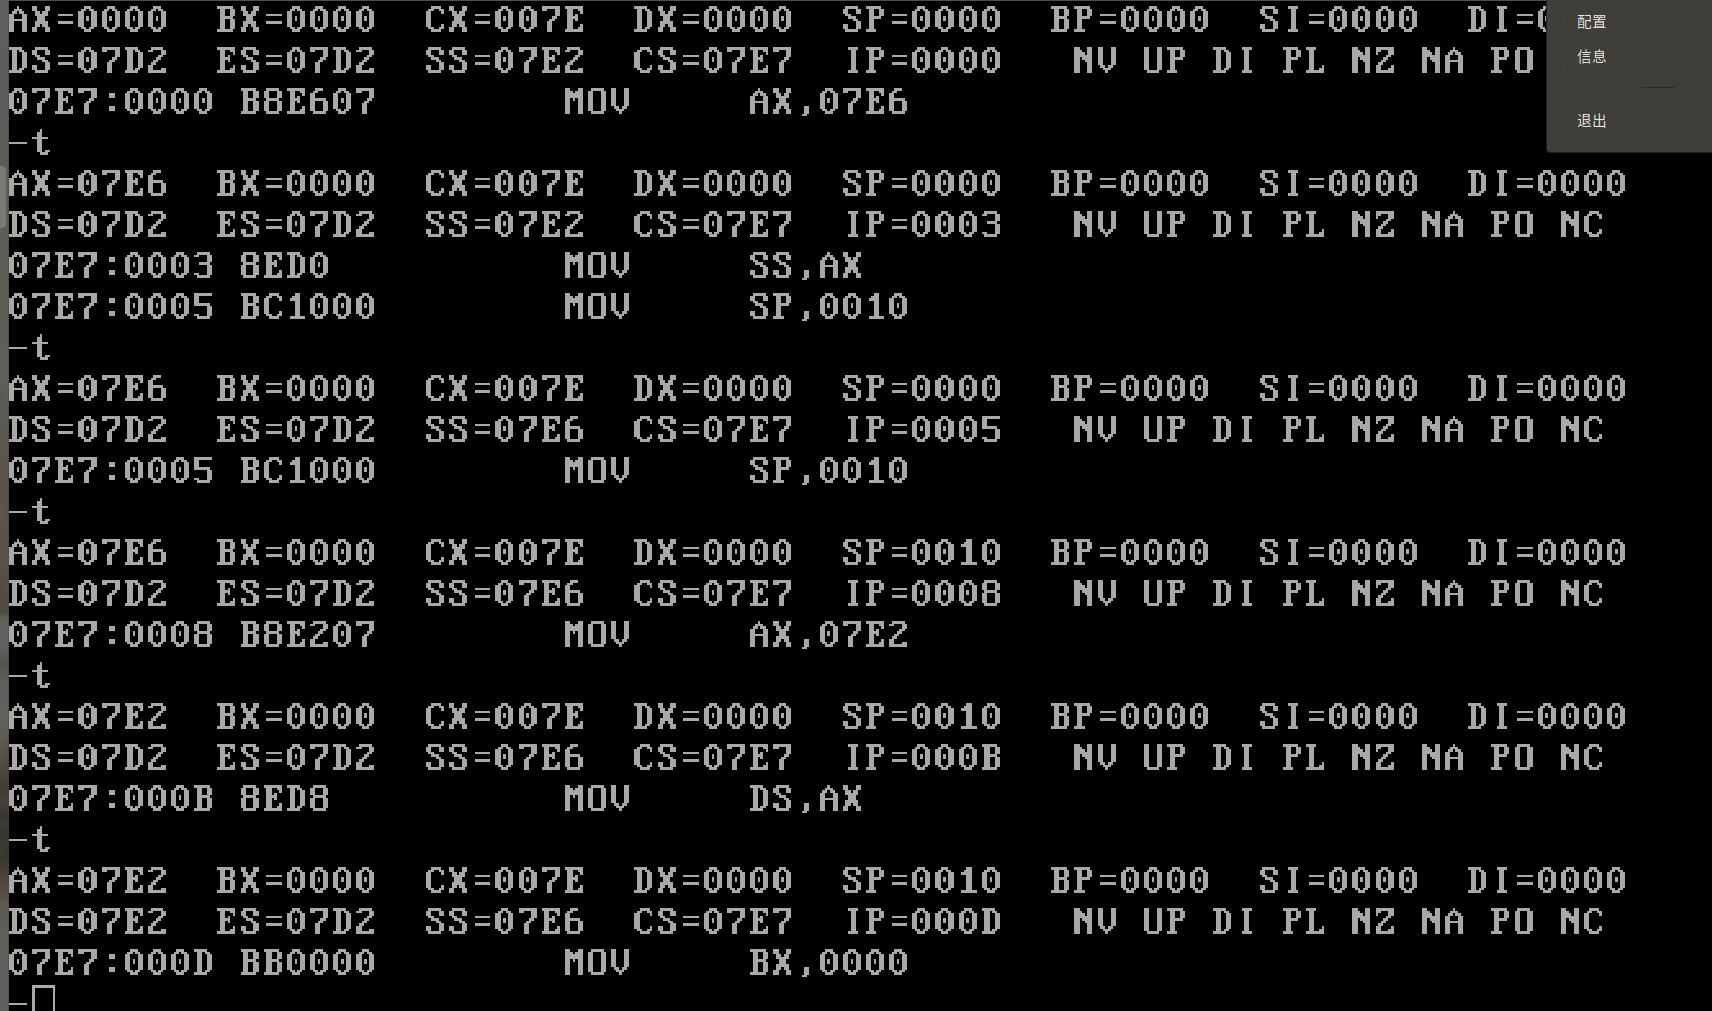 AX=0000  BX=0000  CX=007E  DX=0000  SP=0000  BP=0000  SI=0000  DI=
DS=07D2  ES=07D2  SS=07E2  CS=07E7  IP=0000   NV UP DI PL NZ NA PO
07E7:0000 B8E607        MOV     AX,07E6
-t
AX=07E6  BX=0000  CX=007E  DX=0000  SP=0000  BP=0000  SI=0000  DI=0000
DS=07D2  ES=07D2  SS=07E2  CS=07E7  IP=0003   NV UP DI PL NZ NA PO NC
07E7:0003 8ED0          MOV     SS,AX
07E7:0005 BC1000        MOV     SP,0010
-t
AX=07E6  BX=0000  CX=007E  DX=0000  SP=0000  BP=0000  SI=0000  DI=0000
DS=07D2  ES=07D2  SS=07E6  CS=07E7  IP=0005   NV UP DI PL NZ NA PO NC
07E7:0005 BC1000        MOV     SP,0010
-t
AX=07E6  BX=0000  CX=007E  DX=0000  SP=0010  BP=0000  SI=0000  DI=0000
DS=07D2  ES=07D2  SS=07E6  CS=07E7  IP=0008   NV UP DI PL NZ NA PO NC
07E7:0008 B8E207        MOV     AX,07E2
-t
AX=07E2  BX=0000  CX=007E  DX=0000  SP=0010  BP=0000  SI=0000  DI=0000
DS=07D2  ES=07D2  SS=07E6  CS=07E7  IP=000B   NV UP DI PL NZ NA PO NC
07E7:000B 8ED8          MOV     DS,AX
-t
AX=07E2  BX=0000  CX=007E  DX=0000  SP=0010  BP=0000  SI=0000  DI=0000
DS=07E2  ES=07D2  SS=07E6  CS=07E7  IP=000D   NV UP DI PL NZ NA PO NC
07E7:000D BB0000        MOV     BX,0000
-
配置
信息
退出